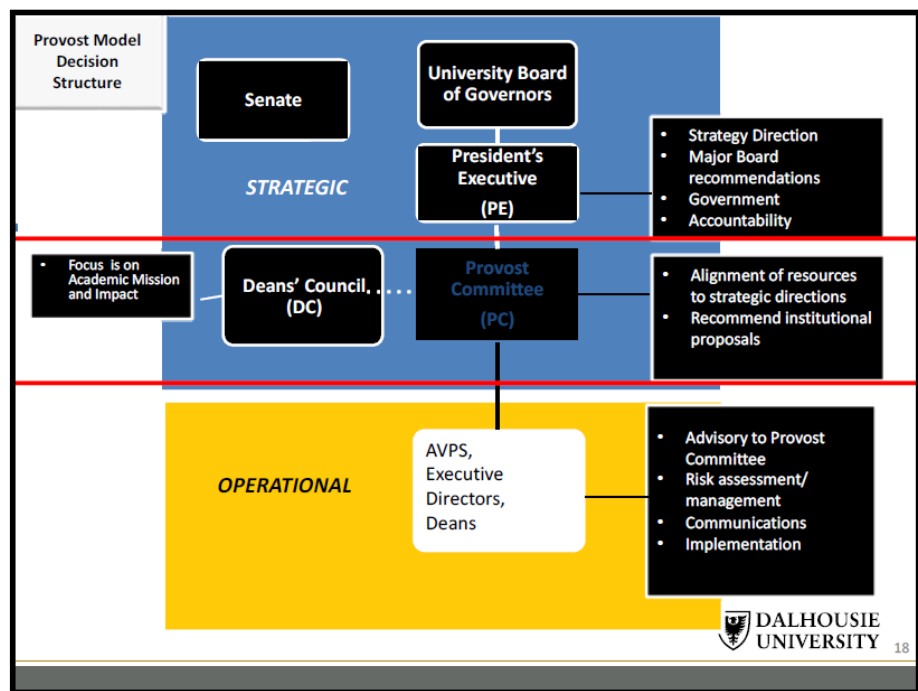 Provost Model
Decision
Structure
Senate
University Board
of Governors
President's
Executive
(PE)
STRATEGIC
• Strategy Direction
• Major Board
recommendations
• Government
• Accountability
• Focus is on
Academic Mission
and Impact
Deans' Council
(DC)
Provost
Committee
(PC)
• Alignment of resources
to strategic directions
• Recommend institutional
proposals
OPERATIONAL
AVPS,
Executive
Directors,
Deans
• Advisory to Provost
Committee
• Risk assessment/
management
• Communications
• Implementation
DALHOUSIE
UNIVERSITY
18